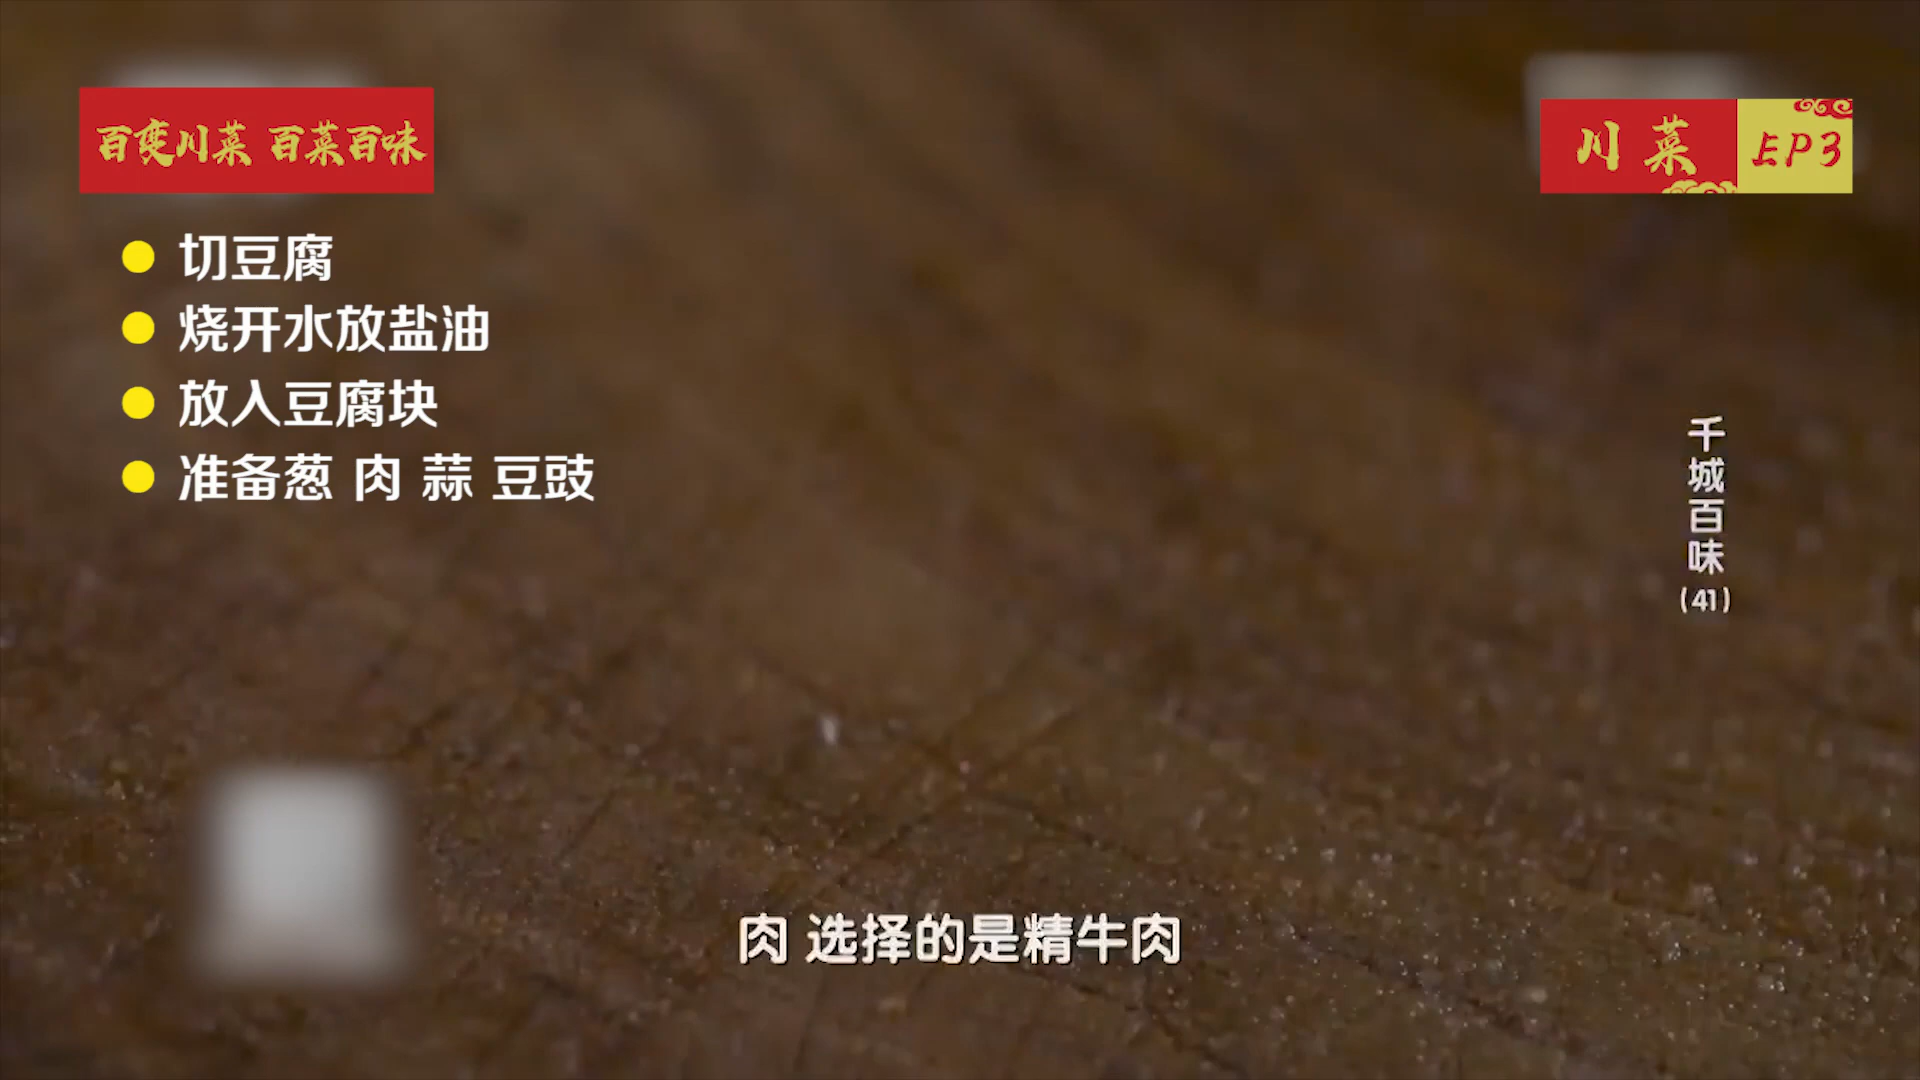 百变川菜 百菜百味
川菜 EP3
切豆腐
烧开水放盐油
放入豆腐块
准备葱 肉 蒜 豆豉
千城百味
(41)
肉 选择的是精牛肉